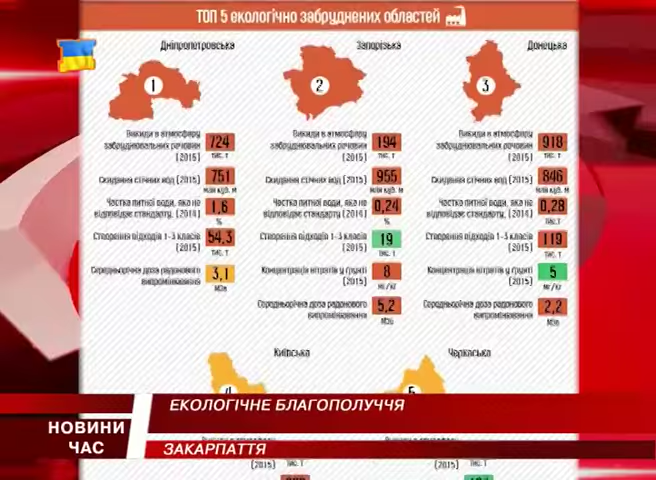 ТОП 5 екологічно забруднених областей
Дніпропетровська
1
Викиди в атмосферу
забруднювальних речовин
(2015)
724
тис. т
Скидання стічних вод (2015)
751
млн куб. м
Частка питної води, яка не
відповідає стандарту, (2014)
1,6
%
Створення відходів 1-3 класів
(2015)
54,3
тис. т
Середньорічна доза радонового
випромінювання
3,1
МЗв
Запорізька
2
Викиди в атмосферу
забруднювальних речовин
(2015)
194
тис. т
Скидання стічних вод (2015)
955
млн куб. м
Частка питної води, яка не
відповідає стандарту, (2014)
0,24
%
Створення відходів 1-3 класів
(2015)
19
тис. т
Концентрація нітратів у ґрунті
(2015)
8
мг/кг
Середньорічна доза радонового
випромінювання
5,2
МЗв
Донецька
3
Викиди в атмосферу
забруднювальних речовин
(2015)
918
тис. т
Скидання стічних вод (2015)
846
млн куб. м
Частка питної води, яка не
відповідає стандарту, (2014)
0,28
тис. т
Створення відходів 1-3 класів
(2015)
119
тис. т
Концентрація нітратів у ґрунті
(2015)
5
мг/кг
Середньорічна доза радонового
випромінювання
2,2
МЗв
Київська
Черкаська
ЕКОЛОГІЧНЕ БЛАГОПОЛУЧЧЯ
НОВИНИ
ЧАС
ЗАКАРПАТТЯ
(2015)
тис. т
(2015)
тис. т